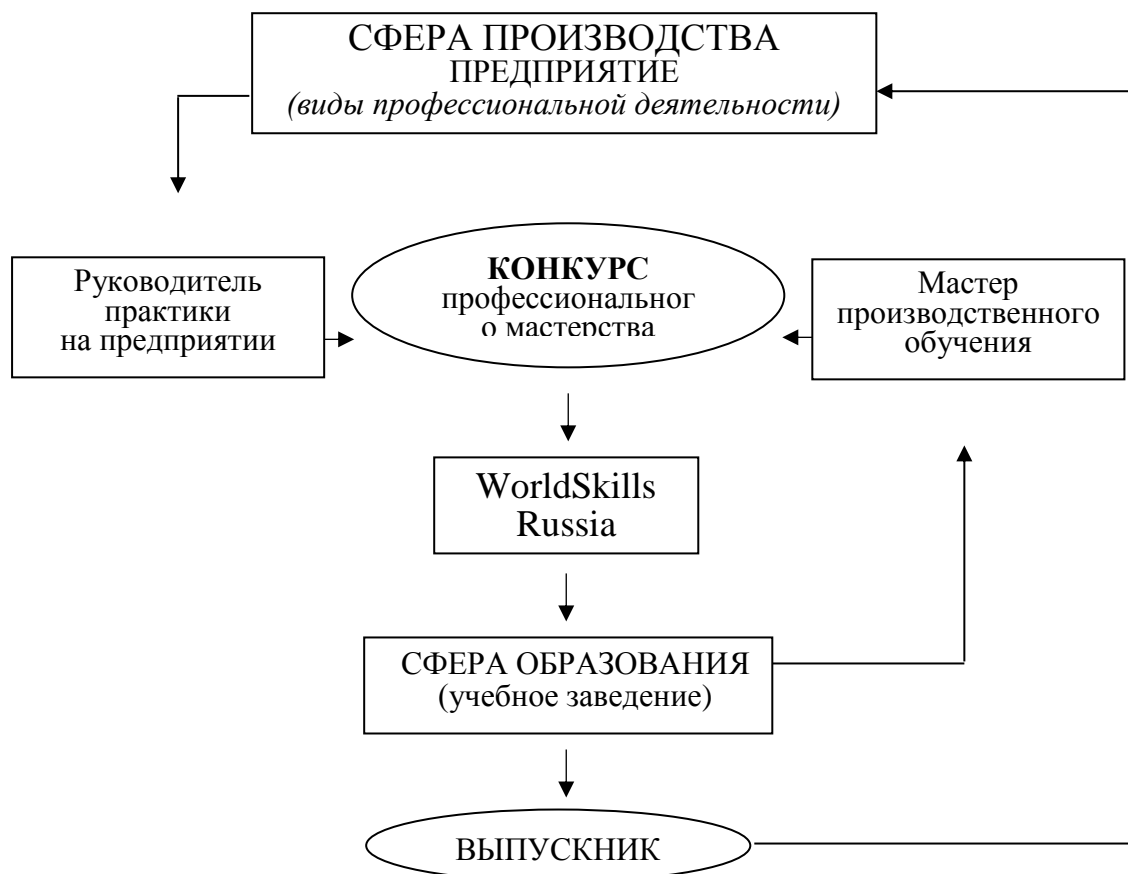 СФЕРА ПРОИЗВОДСТВА
ПРЕДПРИЯТИЕ
(виды профессиональной деятельности)
Руководитель
практики
на предприятии
КОНКУРС
профессиональног
о мастерства
Мастер
производственного
обучения
WorldSkills
Russia
СФЕРА ОБРАЗОВАНИЯ
(учебное заведение)
ВЫПУСКНИК